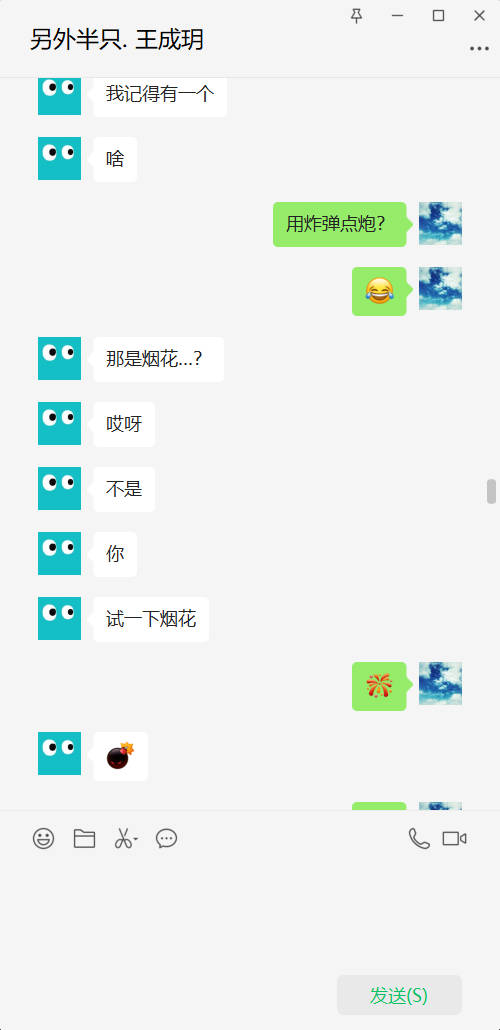 另外半只. 王成玥
我记得有一个
啥
用炸弹点炮?
那是烟花...?
哎呀
不是
你
试一下烟花
发送(S)